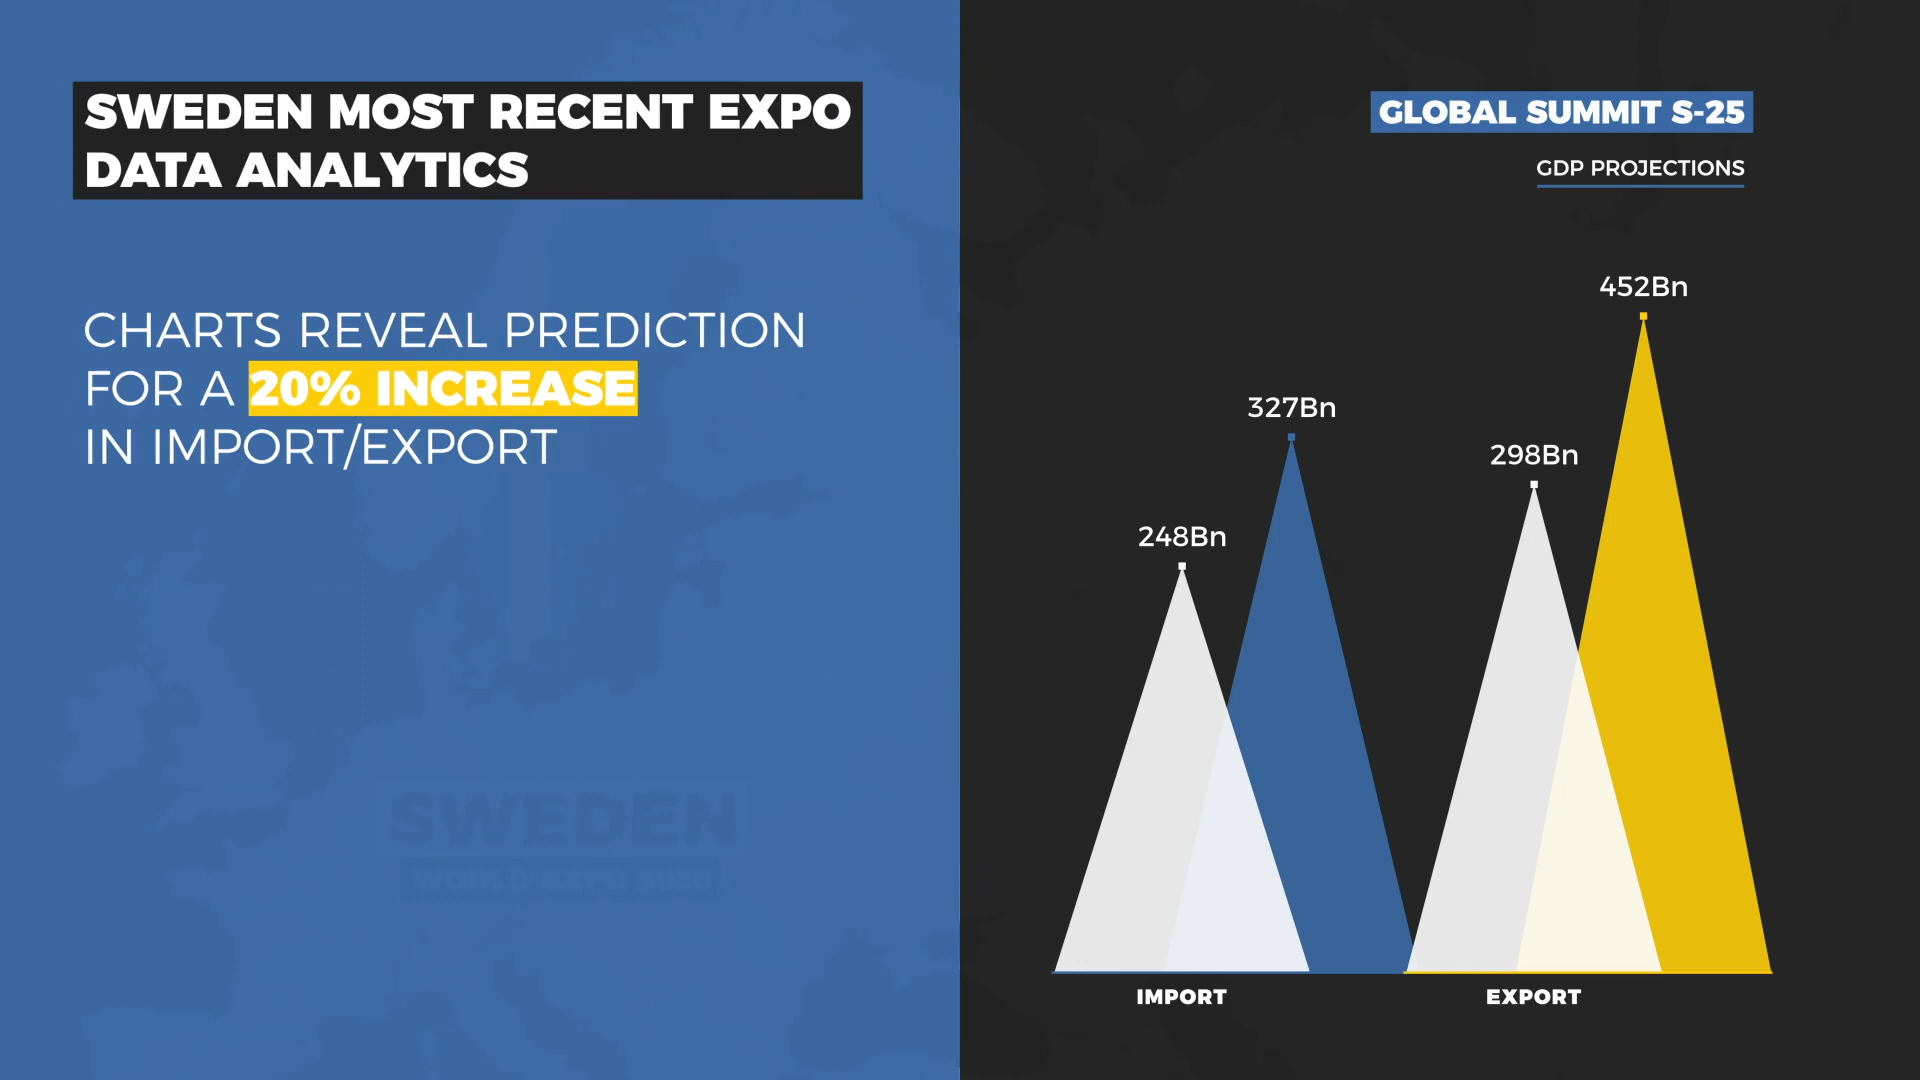 SWEDEN MOST RECENT EXPO
DATA ANALYTICS
CHARTS REVEAL PREDICTION
FOR A 20% INCREASE
IN IMPORT/EXPORT
SWEDEN
GLOBAL SUMMIT S-25
GDP PROJECTIONS
452Bn
327Bn
298Bn
248Bn
IMPORT
EXPORT